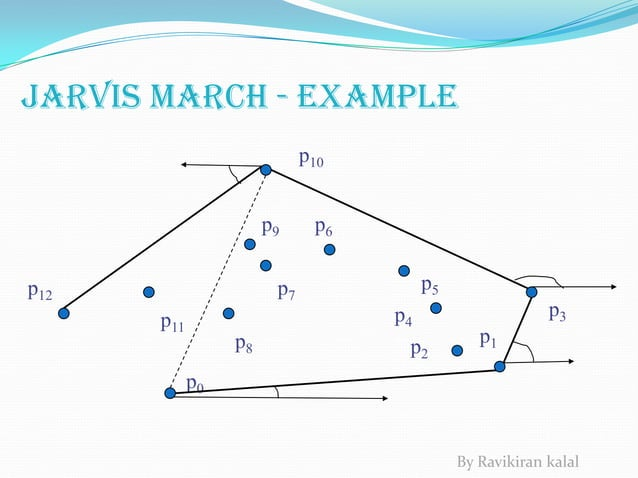 JARVIS MARCH - EXAMPLE
p10
p9 p6
p12 p7 p5
p11 p4 p3
p8 p2 p1
p0
By Ravikiran kalal